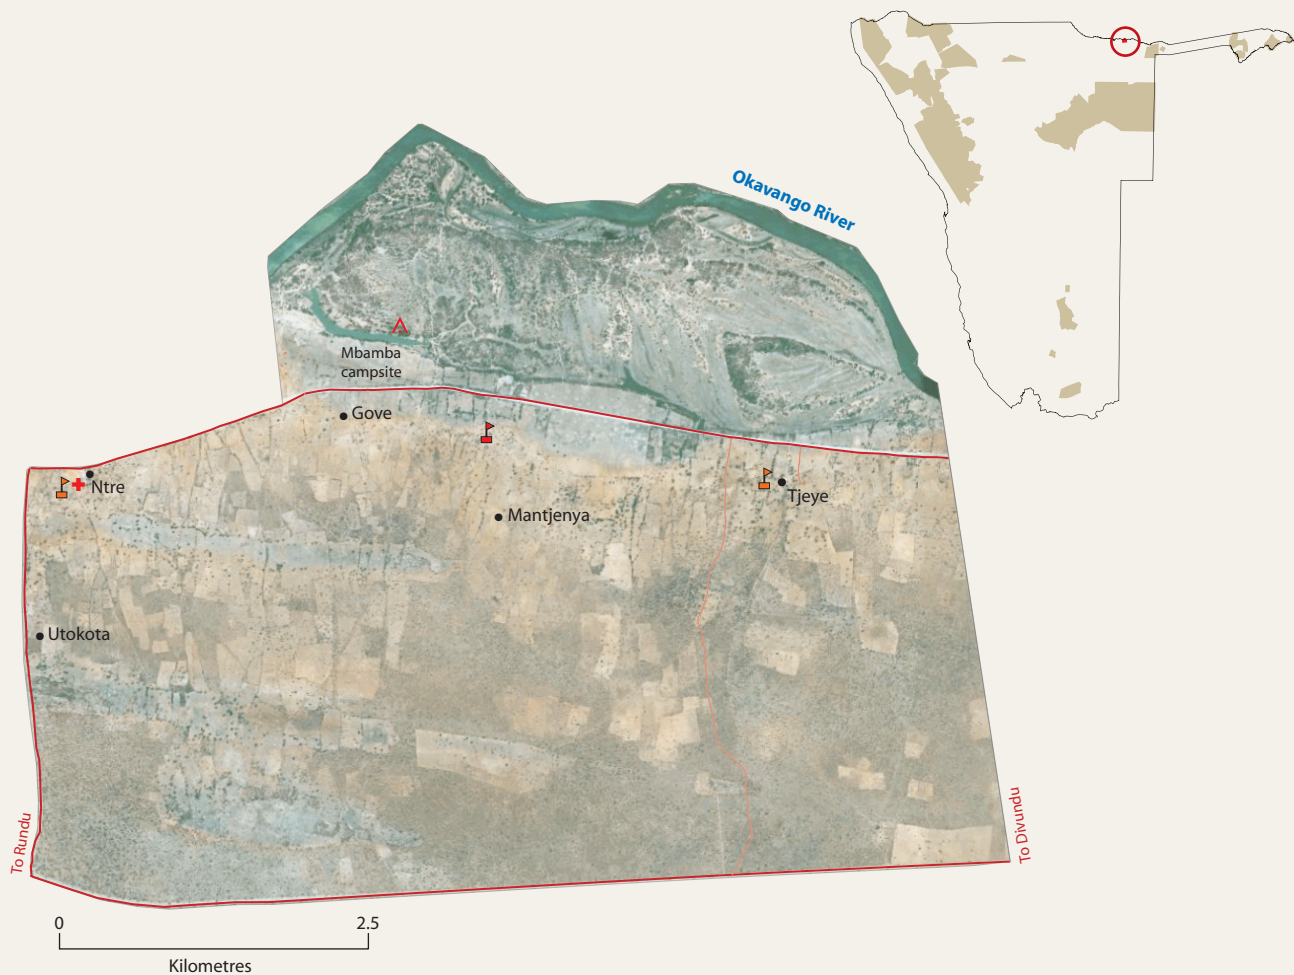 Okavango River
Mbamba
campsite
Gove
Ntre
Tjeye
Mantjenya
Utokota
To Rundu
To Divundu
0
2.5
Kilometres